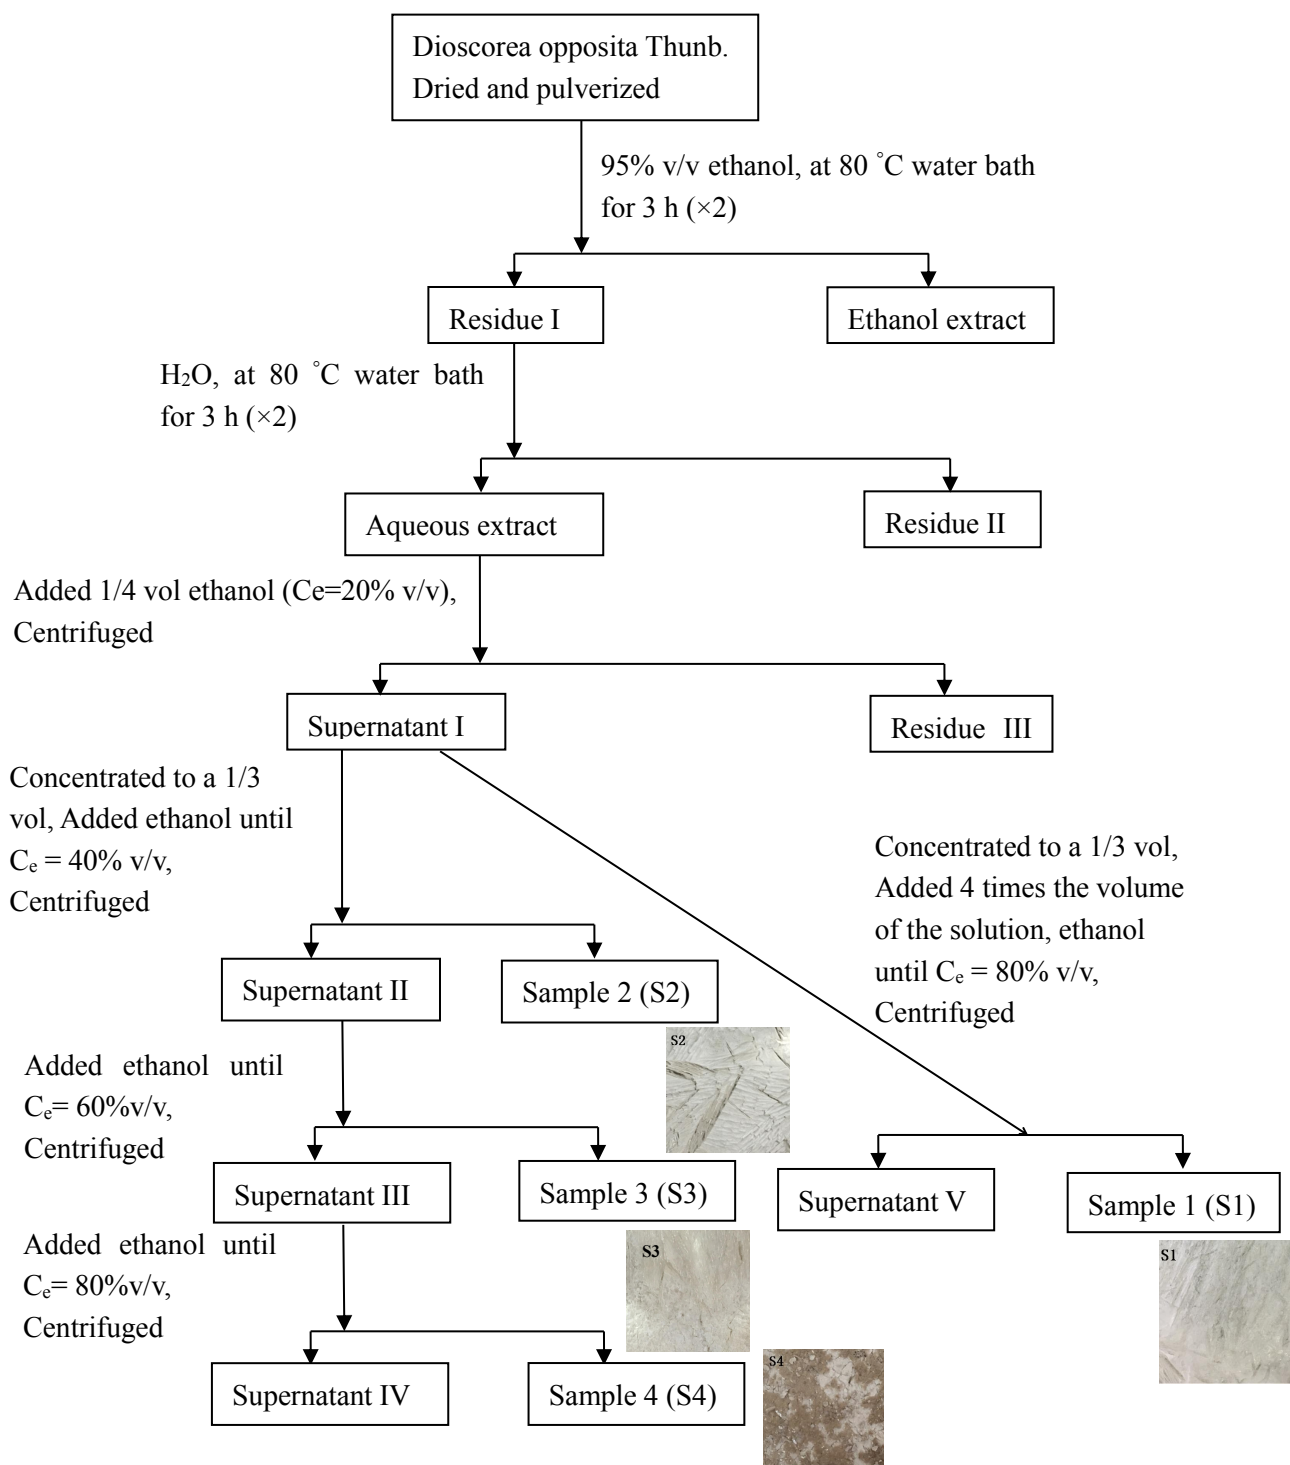 Dioscorea opposita Thunb.
Dried and pulverized
95% v/v ethanol, at 80 °C water bath
for 3 h (×2)
Residue I
Ethanol extract
H₂O, at 80 °C water bath
for 3 h (×2)
Aqueous extract
Residue II
Added 1/4 vol ethanol (Ce=20% v/v),
Centrifuged
Supernatant I
Residue III
Concentrated to a 1/3
vol, Added ethanol until
Cₑ = 40% v/v,
Centrifuged
Concentrated to a 1/3 vol,
Added 4 times the volume
of the solution, ethanol
until Cₑ = 80% v/v,
Centrifuged
Supernatant II
Sample 2 (S2)
S2
Added ethanol until
Cₑ= 60%v/v,
Centrifuged
Supernatant III
Sample 3 (S3)
Supernatant V
Sample 1 (S1)
S3
S1
Added ethanol until
Cₑ= 80%v/v,
Centrifuged
Supernatant IV
Sample 4 (S4)
S4